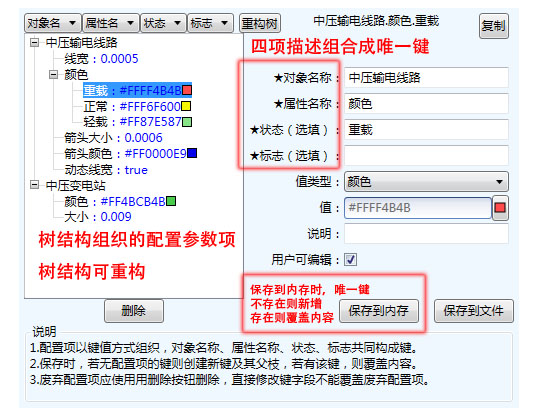 对象名 属性名 状态 标志 重构树
中压输电线路.颜色.重载 复制
四项描述组合成唯一键
中压输电线路
线宽：0.0005
颜色
重载：#FFFF4B4B
正常：#FFF6F600
轻载：#FF87E587
箭头大小：0.0006
箭头颜色：#FF0000E9
动态线宽：true
中压变电站
颜色：#FF4BCB4B
大小：0.009
树结构组织的配置参数项
树结构可重构
★对象名称： 中压输电线路
★属性名称： 颜色
★状态（选填）： 重载
★标志（选填）：
值类型： 颜色
值： #FFFF4B4B
说明：
用户可编辑：
保存到内存时，唯一键
不存在则新增
存在则覆盖内容
删除 保存到内存 保存到文件
说明
1.配置项以键值方式组织，对象名称、属性名称、状态、标志共同构成键。
2.保存时，若无配置项的键则创建新键及其父枝，若有该键，则覆盖内容。
3.废弃配置项应使用用删除按钮删除，直接修改键字段不能覆盖废弃配置项。